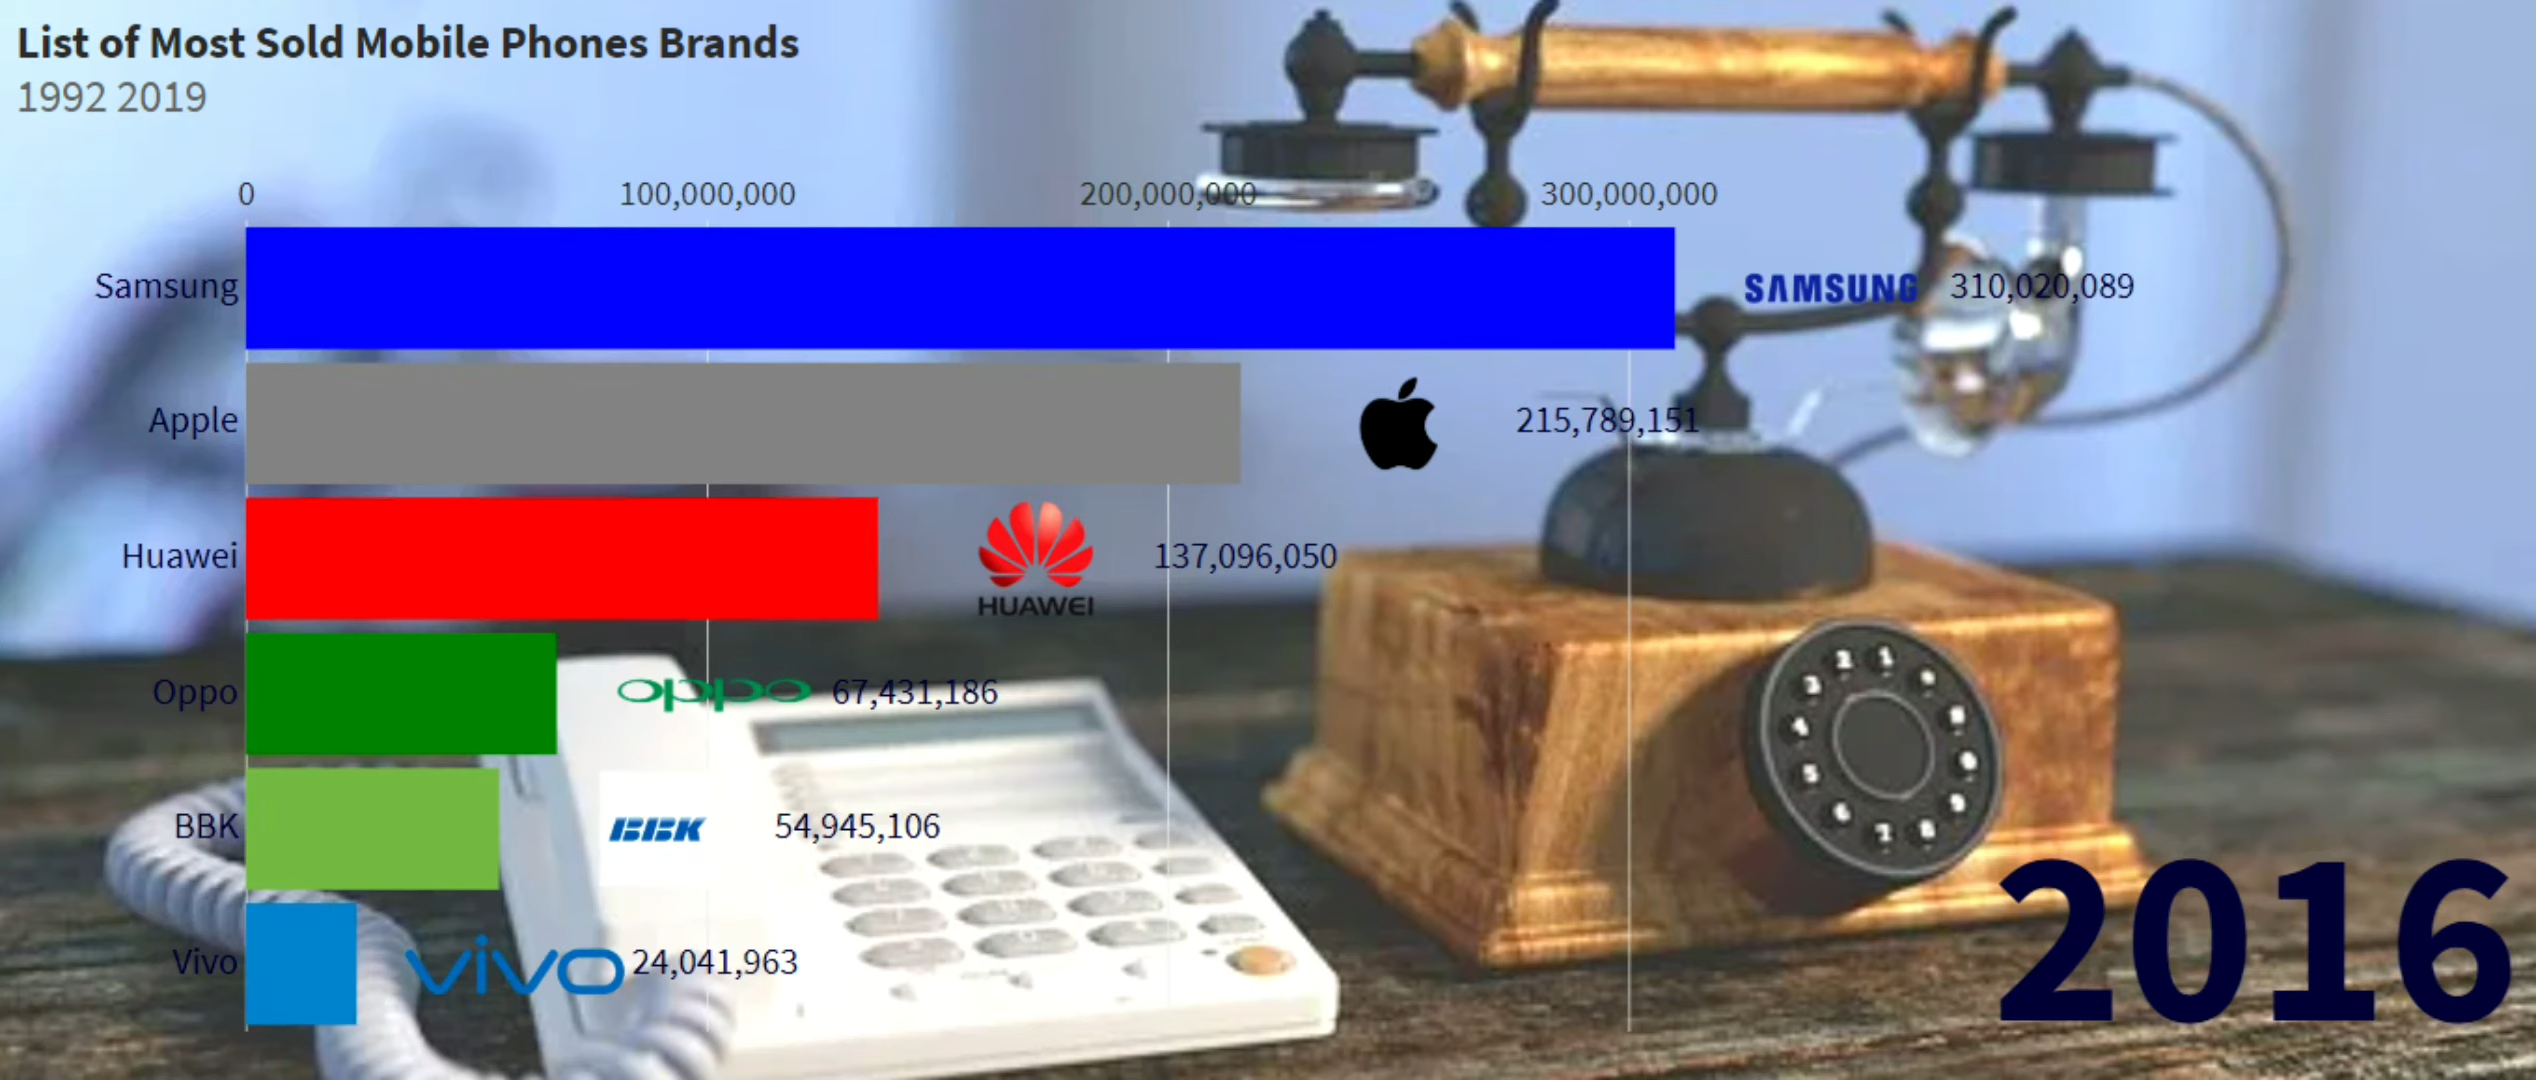 List of Most Sold Mobile Phones Brands
1992 2019
0 100,000,000 200,000,000 300,000,000
Samsung SAMSUNG 310,020,089
Apple 215,789,151
Huawei HUAWEI 137,096,050
Oppo oppo 67,431,186
BBK BBK 54,945,106
Vivo vivo 24,041,963
2016